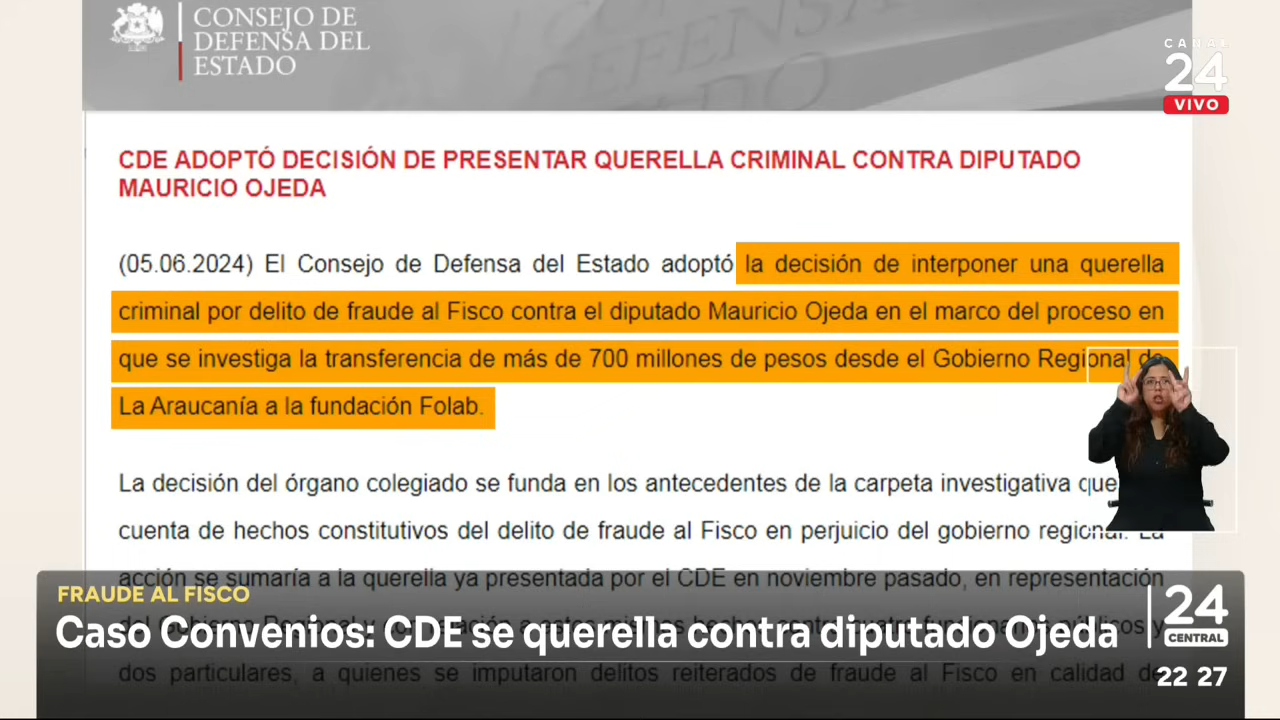 CONSEJO DE
DEFENSA DEL
ESTADO
CANAL
24
VIVO
CDE ADOPTÓ DECISIÓN DE PRESENTAR QUERELLA CRIMINAL CONTRA DIPUTADO
MAURICIO OJEDA
(05.06.2024) El Consejo de Defensa del Estado adoptó la decisión de interponer una querella
criminal por delito de fraude al Fisco contra el diputado Mauricio Ojeda en el marco del proceso en
que se investiga la transferencia de más de 700 millones de pesos desde el Gobierno Regional de
La Araucanía a la fundación Folab.
La decisión del órgano colegiado se funda en los antecedentes de la carpeta investigativa que
cuenta de hechos constitutivos del delito de fraude al Fisco en perjuicio del gobierno regional. La
acción se sumaría a la querella ya presentada por el CDE en noviembre pasado, en representación
dos particulares, a quienes se imputaron delitos reiterados de fraude al Fisco en calidad de
FRAUDE AL FISCO
Caso Convenios: CDE se querella contra diputado Ojeda
24
CENTRAL
22 27